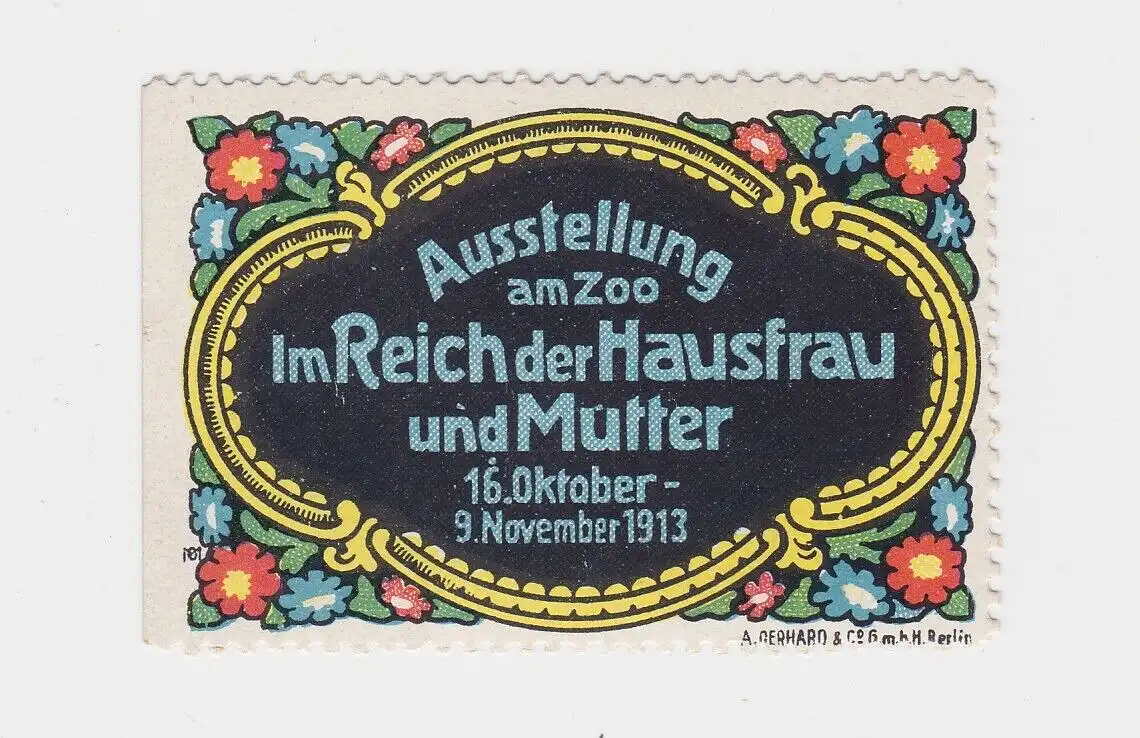 Ausstellung
am Zoo
Im Reich der Hausfrau
und Mutter
16. Oktober -
9. November 1913
A. GERHARD & Co G.m.b.H. Berlin